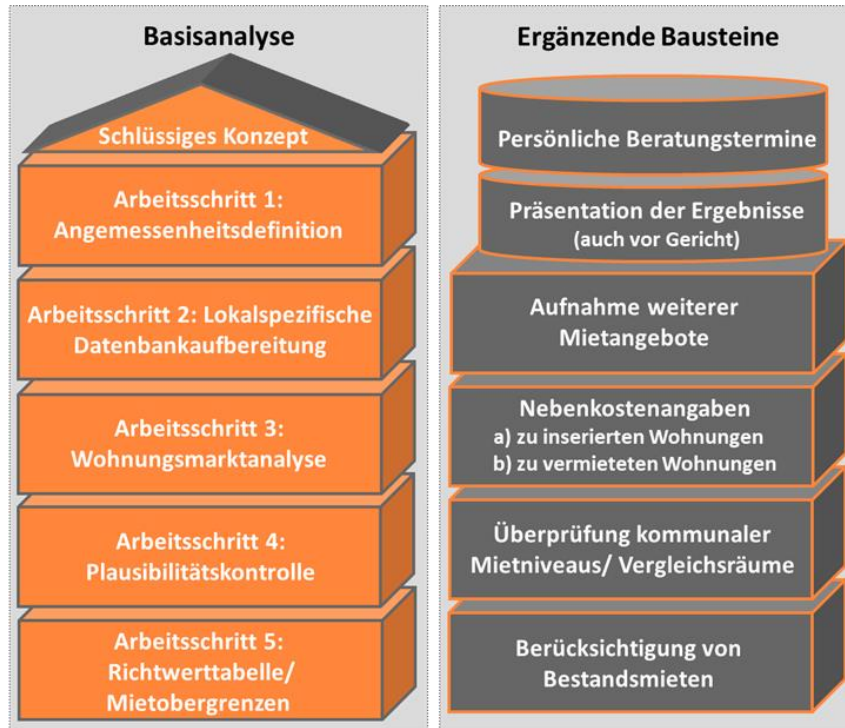 Basisanalyse
Schlüssiges Konzept
Arbeitsschritt 1:
Angemessenheitsdefinition
Arbeitsschritt 2: Lokalspezifische
Datenbankaufbereitung
Arbeitsschritt 3:
Wohnungsmarktanalyse
Arbeitsschritt 4:
Plausibilitätskontrolle
Arbeitsschritt 5:
Richtwerttabelle/
Mietobergrenzen
Ergänzende Bausteine
Persönliche Beratungstermine
Präsentation der Ergebnisse
(auch vor Gericht)
Aufnahme weiterer
Mietangebote
Nebenkostenangaben
a) zu inserierten Wohnungen
b) zu vermieteten Wohnungen
Überprüfung kommunaler
Mietniveaus/ Vergleichsräume
Berücksichtigung von
Bestandsmieten